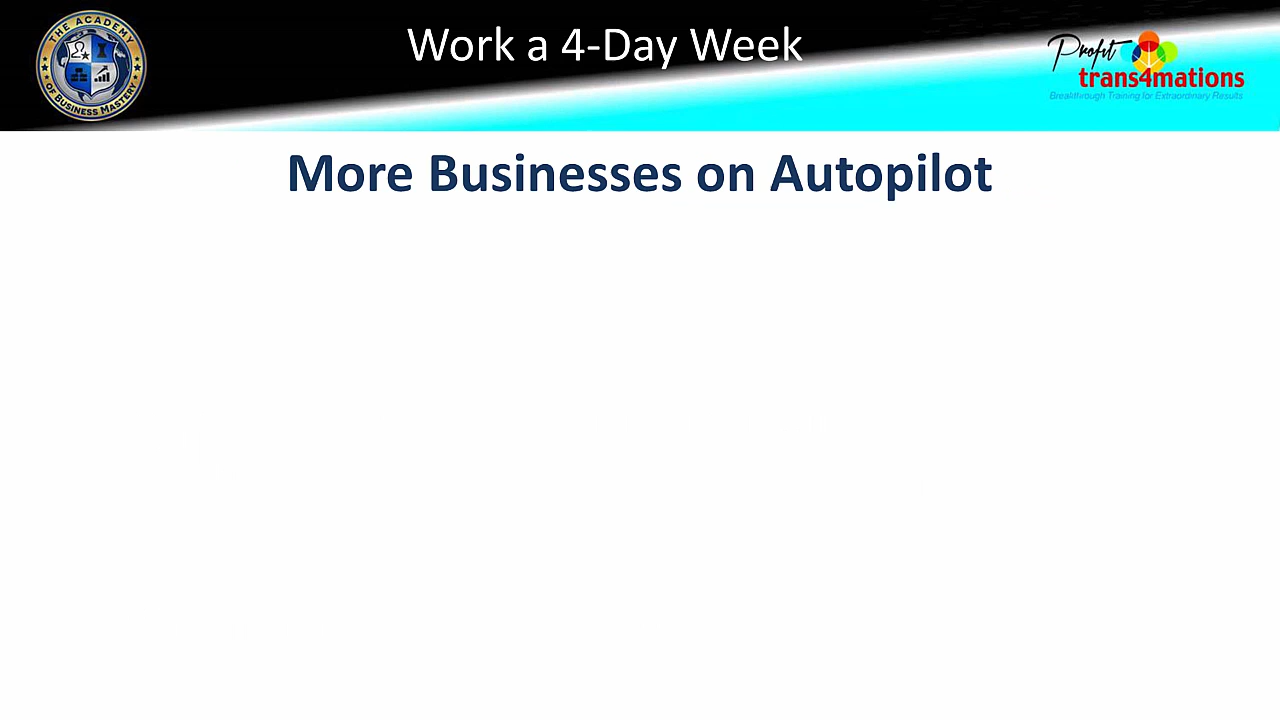 Work a 4-Day Week
THE ACADEMY
OF BUSINESS MASTERY
Profit
trans4mations
Breakthrough Training for Extraordinary Results
More Businesses on Autopilot